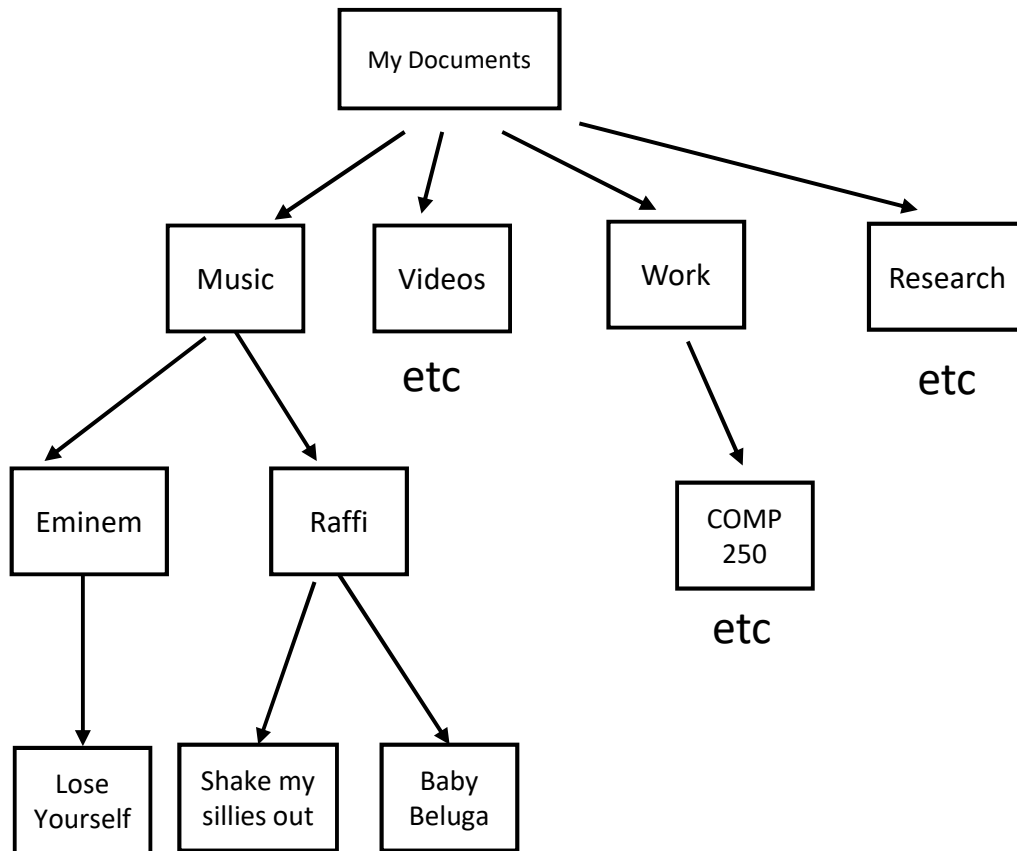 My Documents
Music
Videos
Work
Research
etc
etc
Eminem
Raffi
COMP
250
etc
Lose
Yourself
Shake my
sillies out
Baby
Beluga